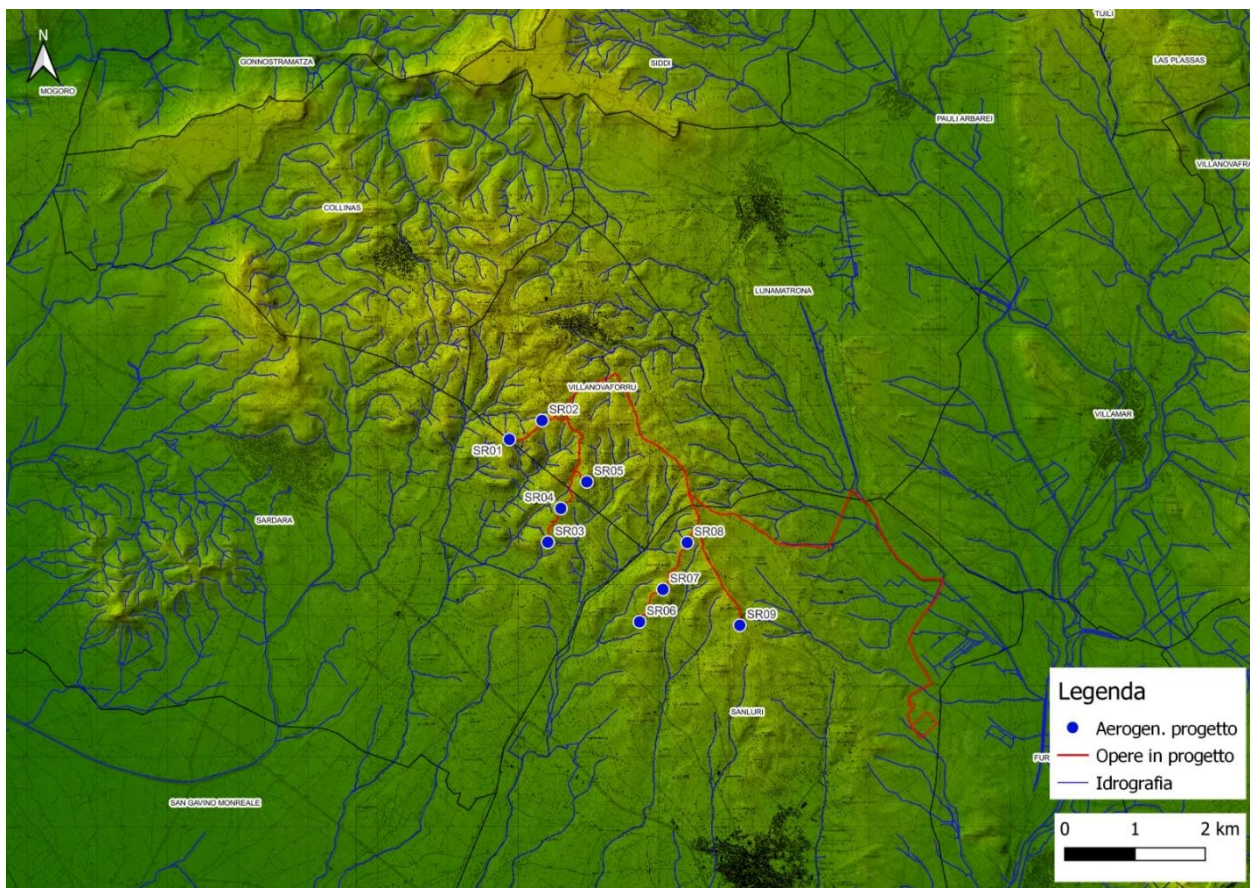 TUILI
N
GONNOSTRAMATZA
SIDDI
LAS PLASSAS
MOGORO
PAULI ARBAREI
VILLANOVAFRA
COLLINAS
LUNAMATRONA
VILLANOVAFORRU
VILLAMAR
SR02
SR01
SR05
SR04
SARDARA
SR03
SR08
SR07
SR06
SR09
SANLURI
FUR
SAN GAVINO MONREALE
Legenda
Aerogen. progetto
Opere in progetto
Idrografia
0 1 2 km